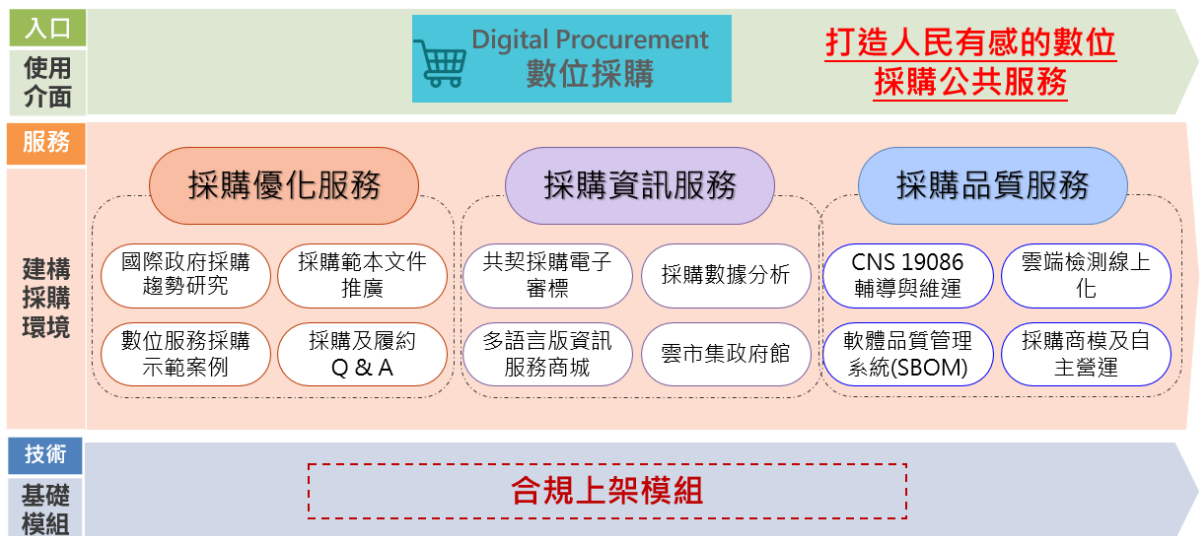 入口
使用
介面
Digital Procurement
數位採購
打造人民有感的數位
採購公共服務
服務
建構
採購
環境
採購優化服務
國際政府採購
趨勢研究
採購範本文件
推廣
數位服務採購
示範案例
採購及履約
Q & A
採購資訊服務
共契採購電子
審標
採購數據分析
多語言版資訊
服務商城
雲市集政府館
採購品質服務
CNS 19086
輔導與維運
雲端檢測線上
化
軟體品質管理
系統(SBOM)
採購商模及自
主營運
技術
基礎
模組
合規上架模組